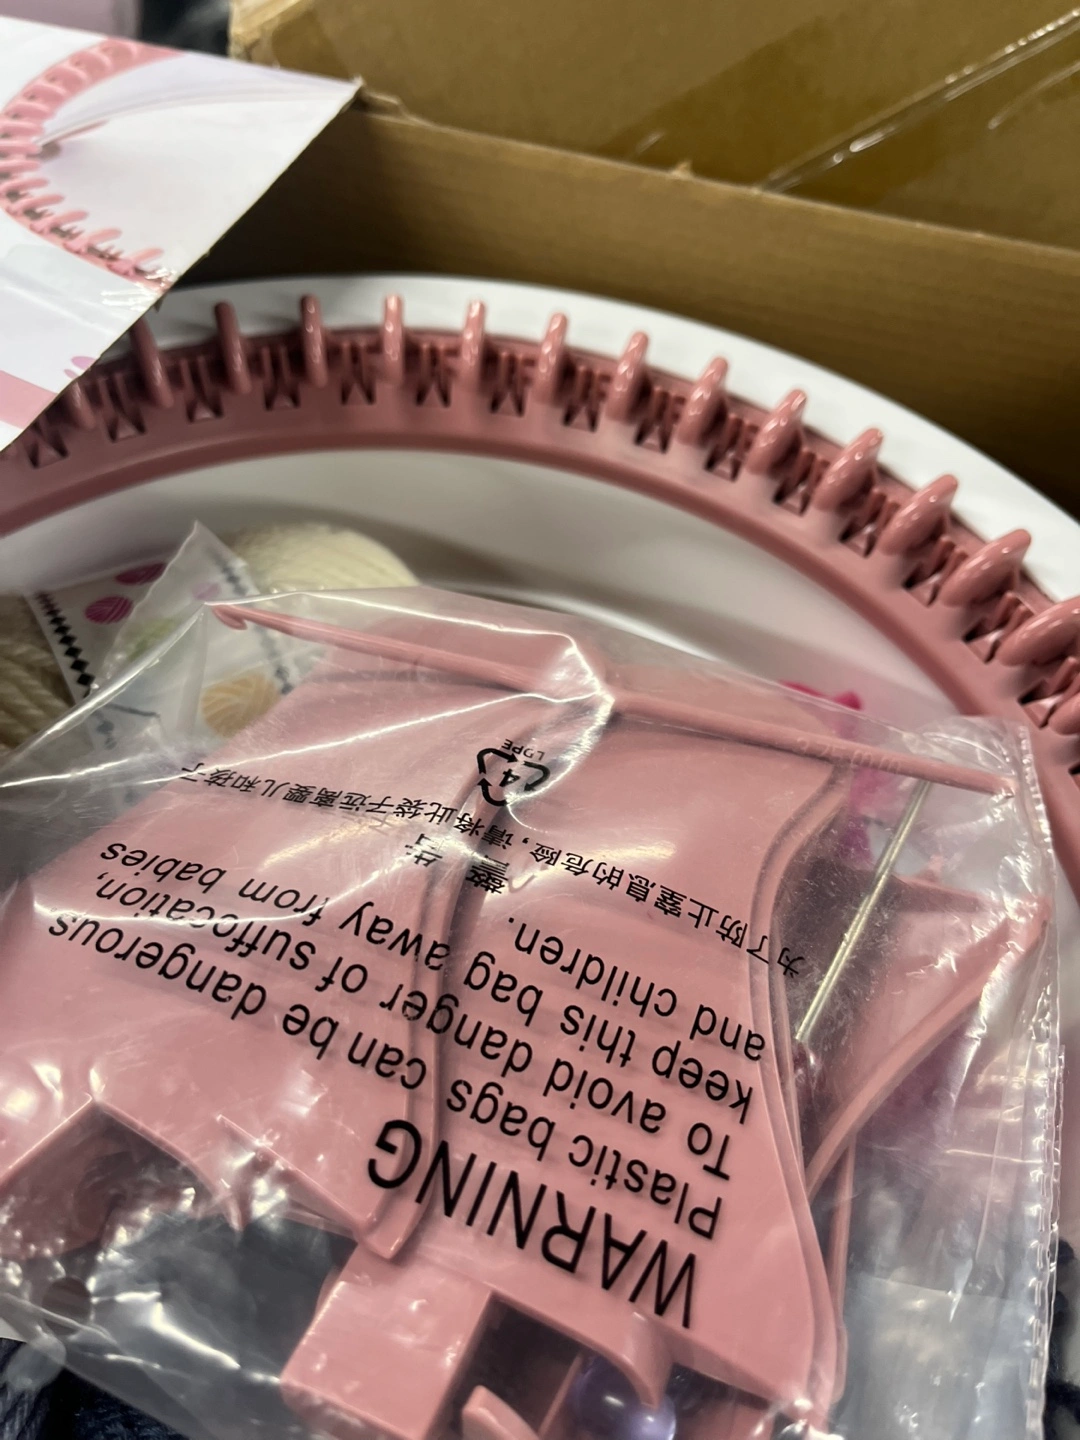 WARNING
Plastic bags can be dangerous
To avoid danger of suffocation,
keep this bag away from babies
and children.
警 告
为了防止窒息的危险,请将此袋子远离婴儿和孩子
4
LDPE